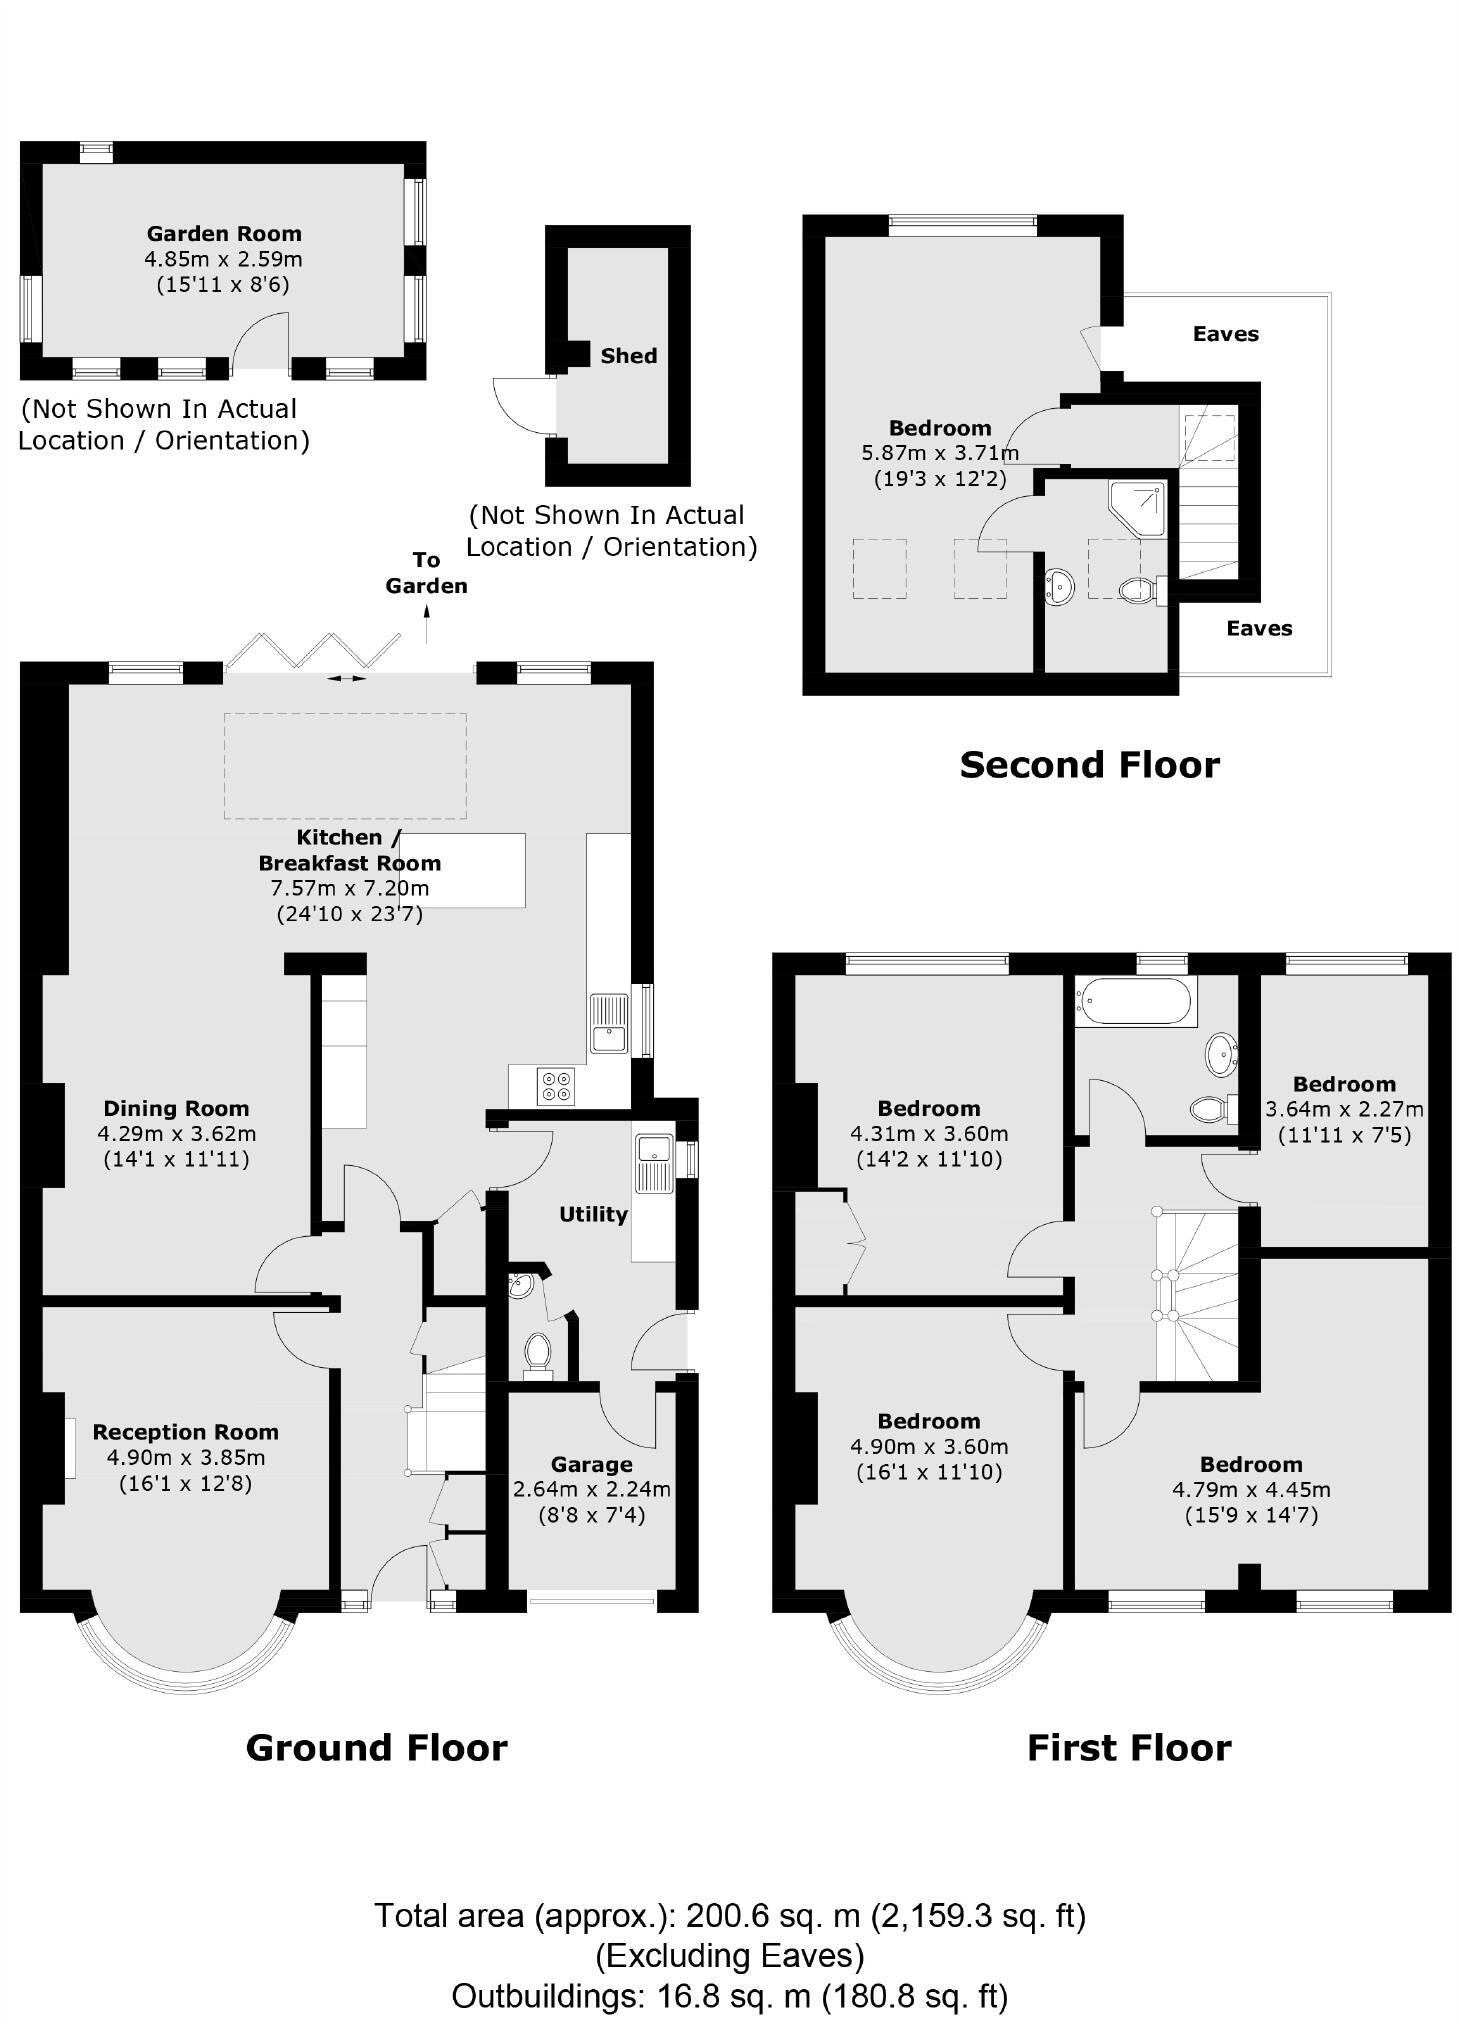 Garden Room
4.85m x 2.59m
(15'11 x 8'6)
(Not Shown In Actual
Location / Orientation)
Shed
(Not Shown In Actual
Location / Orientation)
Eaves
Bedroom
5.87m x 3.71m
(19'3 x 12'2)
Eaves
Second Floor
To
Garden
Kitchen /
Breakfast Room
7.57m x 7.20m
(24'10 x 23'7)
Dining Room
4.29m x 3.62m
(14'1 x 11'11)
Utility
Reception Room
4.90m x 3.85m
(16'1 x 12'8)
Garage
2.64m x 2.24m
(8'8 x 7'4)
Ground Floor
Bedroom
4.31m x 3.60m
(14'2 x 11'10)
Bedroom
3.64m x 2.27m
(11'11 x 7'5)
Bedroom
4.90m x 3.60m
(16'1 x 11'10)
Bedroom
4.79m x 4.45m
(15'9 x 14'7)
First Floor
Total area (approx.): 200.6 sq. m (2,159.3 sq. ft)
(Excluding Eaves)
Outbuildings: 16.8 sq. m (180.8 sq. ft)